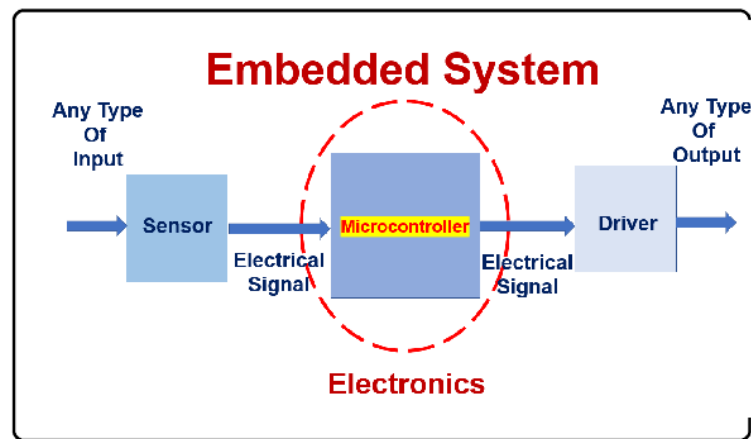 Embedded System
Any Type
Of
Input
Sensor
Electrical
Signal
Microcontroller
Electrical
Signal
Driver
Any Type
Of
Output
Electronics